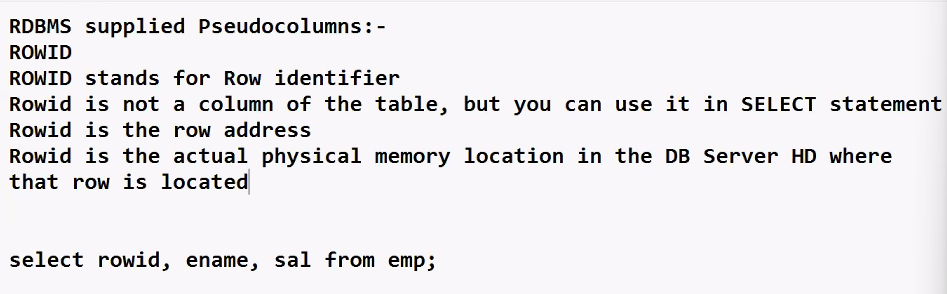 RDBMS supplied Pseudocolumns:-
ROWID
ROWID stands for Row identifier
Rowid is not a column of the table, but you can use it in SELECT statement
Rowid is the row address
Rowid is the actual physical memory location in the DB Server HD where
that row is located
select rowid, ename, sal from emp;